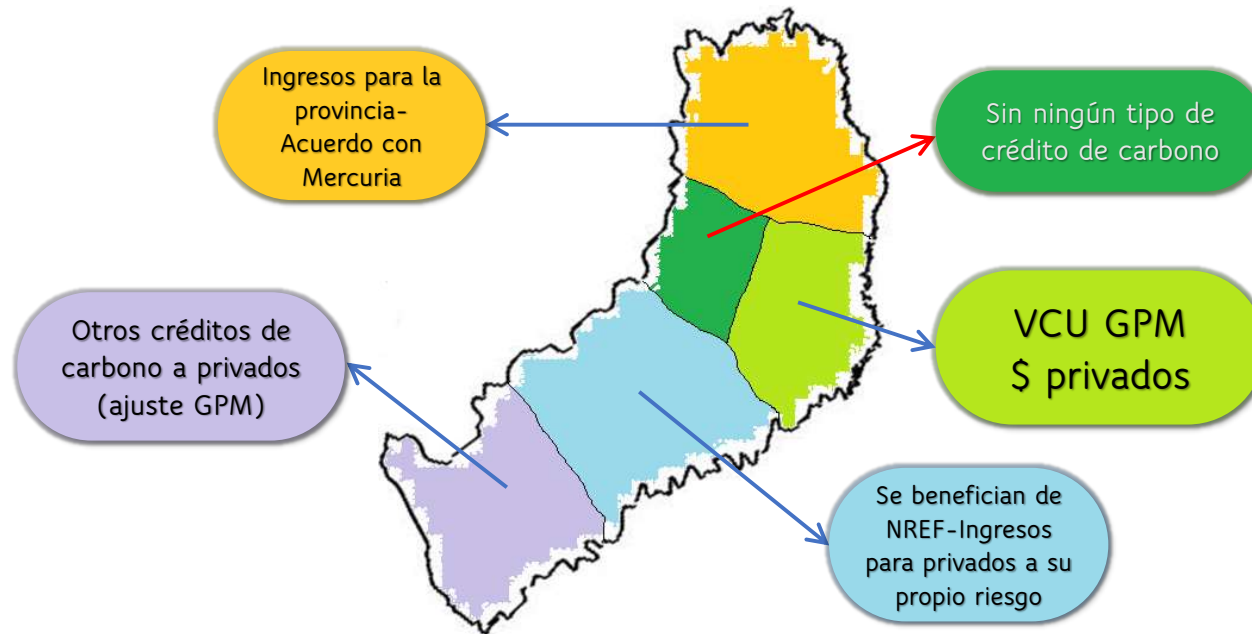 Ingresos para la
provincia-
Acuerdo con
Mercuria
Sin ningún tipo de
crédito de carbono
Otros créditos de
carbono a privados
(ajuste GPM)
VCU GPM
$ privados
Se benefician de
NREF-Ingresos
para privados a su
propio riesgo